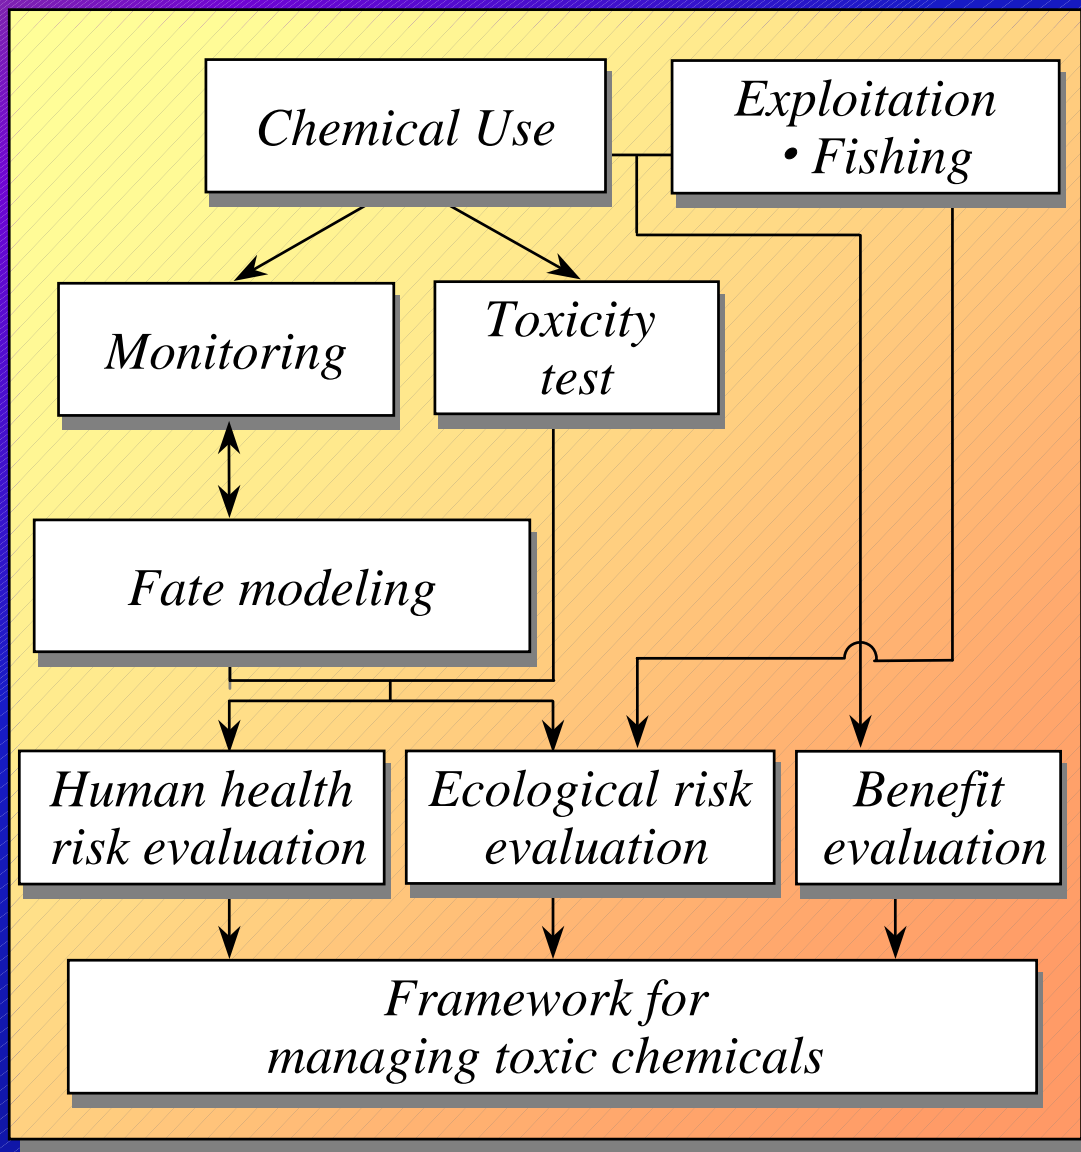 Chemical Use
Exploitation
• Fishing
Monitoring
Toxicity
test
Fate modeling
Human health
risk evaluation
Ecological risk
evaluation
Benefit
evaluation
Framework for
managing toxic chemicals